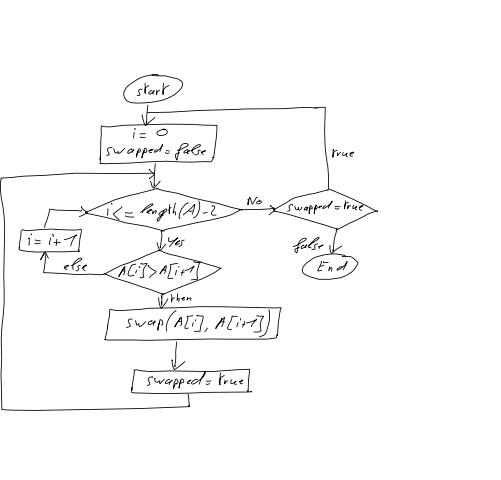 start
i = 0
swapped = false
true
i <= length(A) - 2
No
swapped = true
Yes
i = i+1
false
End
else
A[i] > A[i+1]
then
swap(A[i], A[i+1])
swapped = true